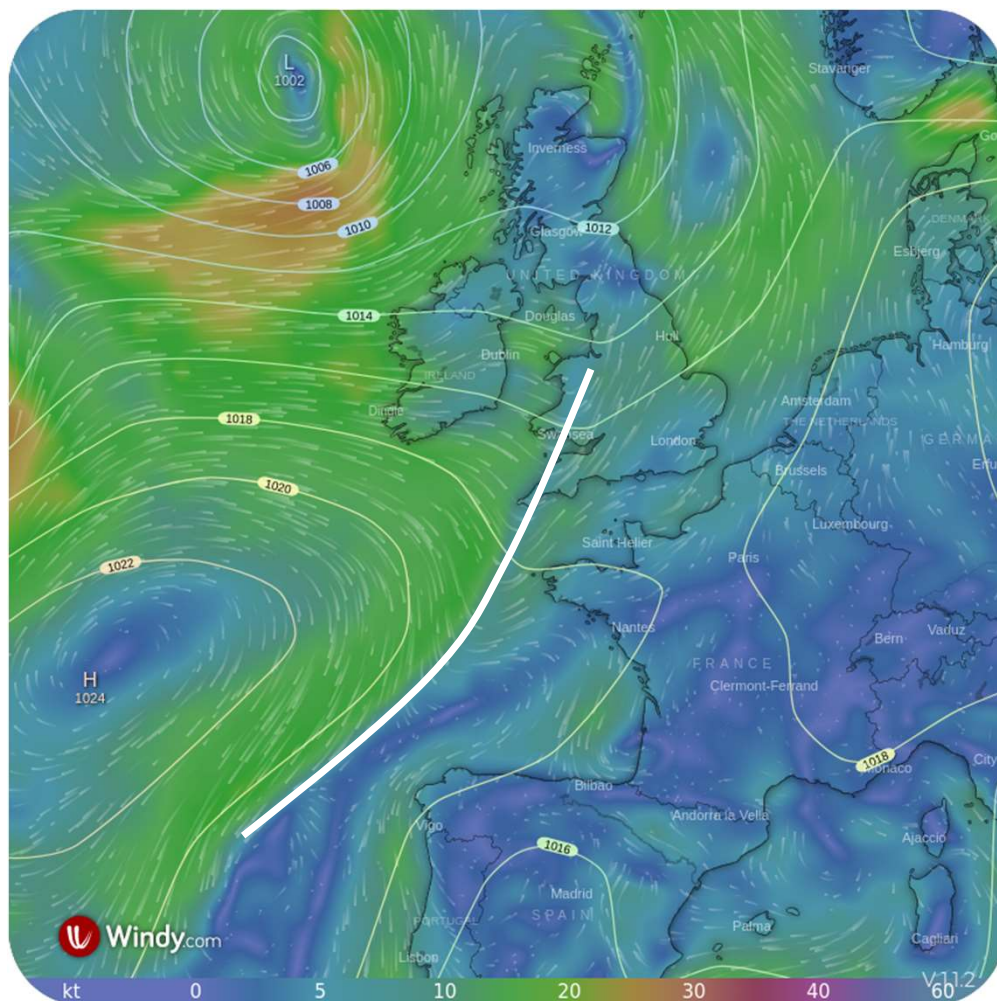 L
1002
Stavanger
Inverness
1006
1008
1010
Glasgow
1012
DENMARK
Esbjerg
UNITED KINGDOM
1014
Douglas
Hull
Dublin
Hamburg
IRELAND
Amsterdam
Dingle
1018
THE NETHERLANDS
Swansea
London
GERMA
Brussels
Erfu
1020
Luxembourg
Saint Helier
Paris
1022
Nantes
Bern
Vaduz
FRANCE
H
1024
Clermont-Ferrand
1018
Monaco
City
Bilbao
Andorra la Vella
Vigo
Ajaccio
1016
Madrid
SPAIN
PORTUGAL
Palma
Windy.com
Cagliari
Lisbon
V11.2
kt 0 5 10 20 30 40 60